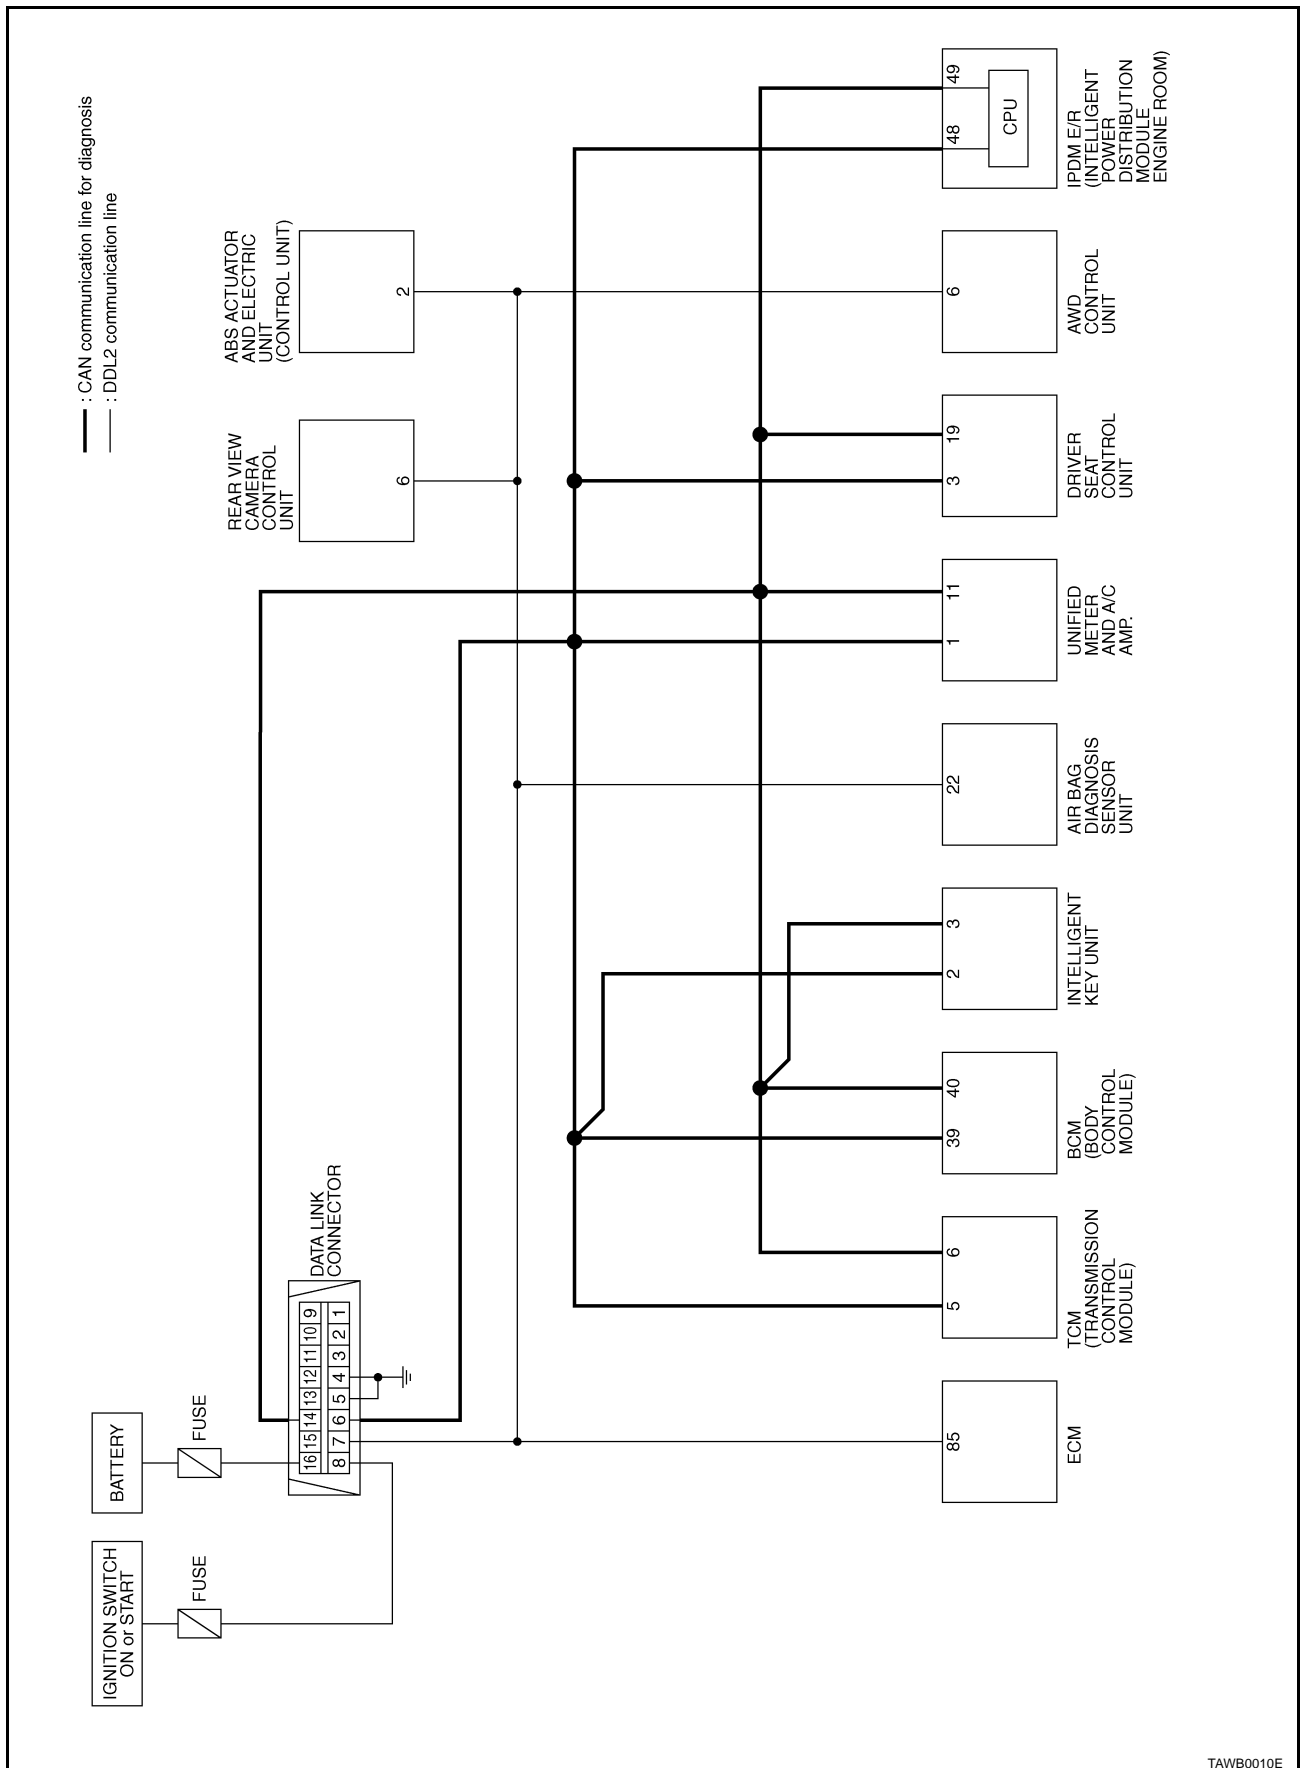 : CAN communication line for diagnosis
: DDL2 communication line
IGNITION SWITCH
ON or START
FUSE
BATTERY
FUSE
DATA LINK
CONNECTOR
16 15 14 13 12 11 10 9
8 7 6 5 4 3 2 1
REAR VIEW
CAMERA
CONTROL
UNIT
6
ABS ACTUATOR
AND ELECTRIC
UNIT
(CONTROL UNIT)
2
85
ECM
5 6
TCM
(TRANSMISSION
CONTROL
MODULE)
39 40
BCM
(BODY
CONTROL
MODULE)
2 3
INTELLIGENT
KEY UNIT
22
AIR BAG
DIAGNOSIS
SENSOR
UNIT
1 11
UNIFIED
METER
AND A/C
AMP.
3 19
DRIVER
SEAT
CONTROL
UNIT
6
AWD
CONTROL
UNIT
48 49
CPU
IPDM E/R
(INTELLIGENT
POWER
DISTRIBUTION
MODULE
ENGINE ROOM)
TAWB0010E